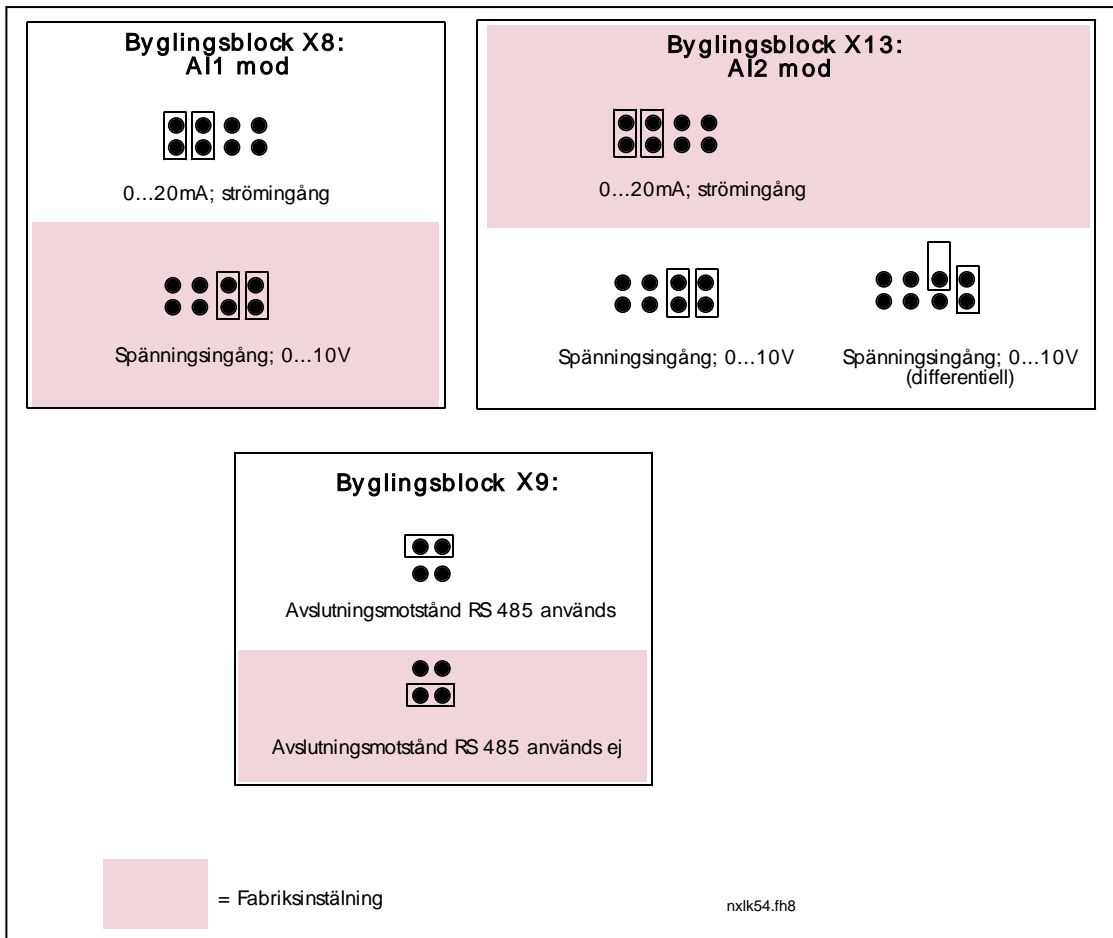 Byglingsblock X8:
AI1 mod
0...20mA; strömingång
Spänningsingång; 0...10V
Byglingsblock X13:
AI2 mod
0...20mA; strömingång
Spänningsingång; 0...10V
Spänningsingång; 0...10V
(differentiell)
Byglingsblock X9:
Avslutningsmotstånd RS 485 används
Avslutningsmotstånd RS 485 används ej
= Fabriksinstälning
nxlk54.fh8